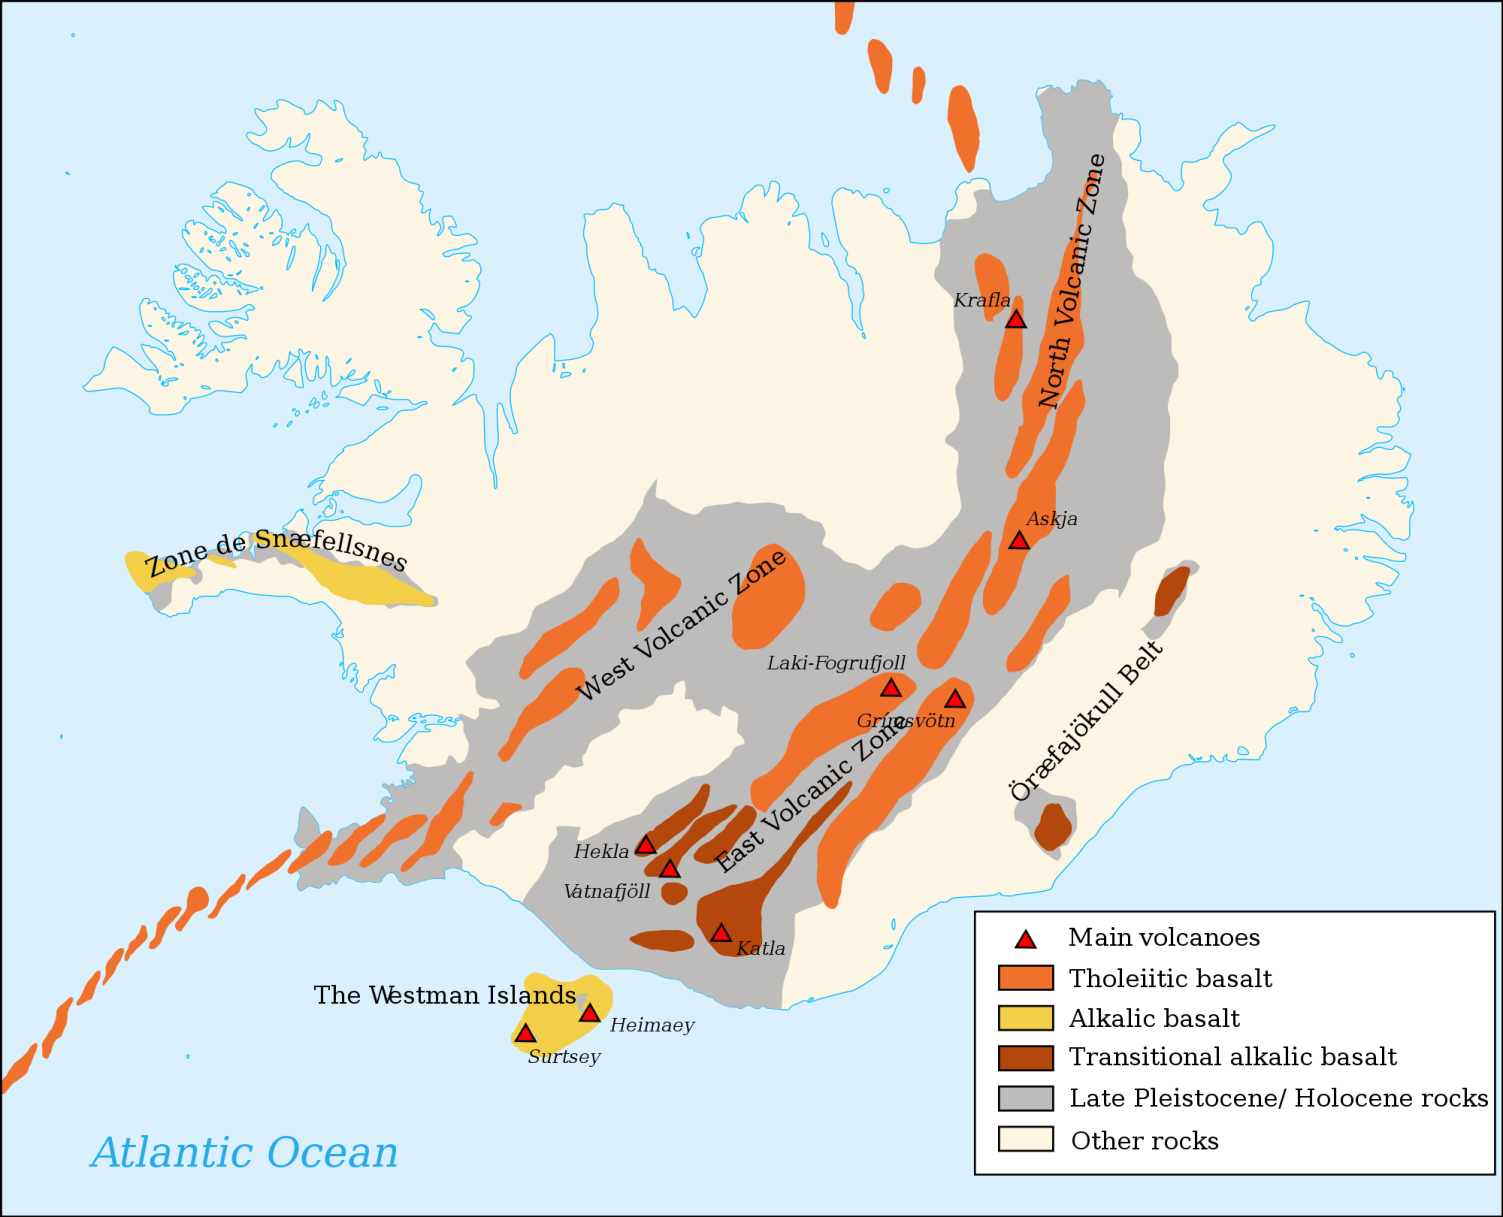 North Volcanic Zone
Krafla
Askja
Zone de Snæfellsnes
West Volcanic Zone
Laki-Fogrufjoll
Grímsvötn
Öræfajökull Belt
East Volcanic Zone
Hekla
Vatnafjöll
Katla
The Westman Islands
Heimaey
Surtsey
Atlantic Ocean
Main volcanoes
Tholeiitic basalt
Alkalic basalt
Transitional alkalic basalt
Late Pleistocene/ Holocene rocks
Other rocks